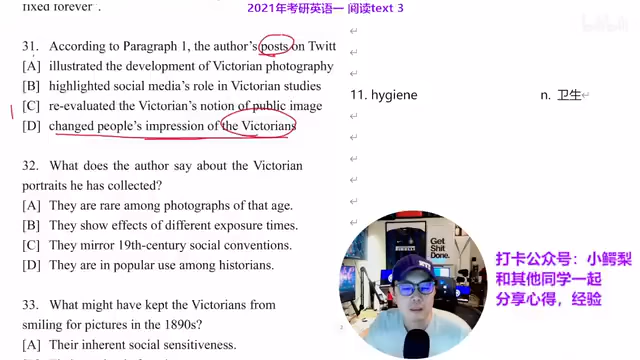 2021年考研英语一 阅读text 3
bilibili
fixed forever".
31. According to Paragraph 1, the author's posts on Twitt
[A] illustrated the development of Victorian photography
[B] highlighted social media's role in Victorian studies
[C] re-evaluated the Victorian's notion of public image
[D] changed people's impression of the Victorians
32. What does the author say about the Victorian
portraits he has collected?
[A] They are rare among photographs of that age.
[B] They show effects of different exposure times.
[C] They mirror 19th-century social conventions.
[D] They are in popular use among historians.
33. What might have kept the Victorians from
smiling for pictures in the 1890s?
[A] Their inherent social sensitiveness.
11. hygiene n. 卫生
Get
Shit
Done.
打卡公众号：小鳄梨
和其他同学一起
分享心得，经验